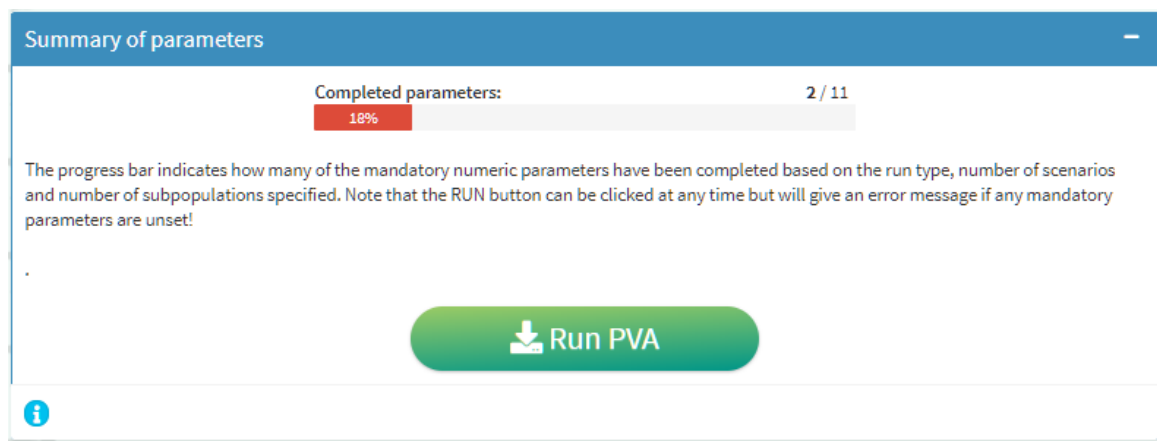 Summary of parameters
Completed parameters: 2 / 11
18%
The progress bar indicates how many of the mandatory numeric parameters have been completed based on the run type, number of scenarios
and number of subpopulations specified. Note that the RUN button can be clicked at any time but will give an error message if any mandatory
parameters are unset!
.
Run PVA